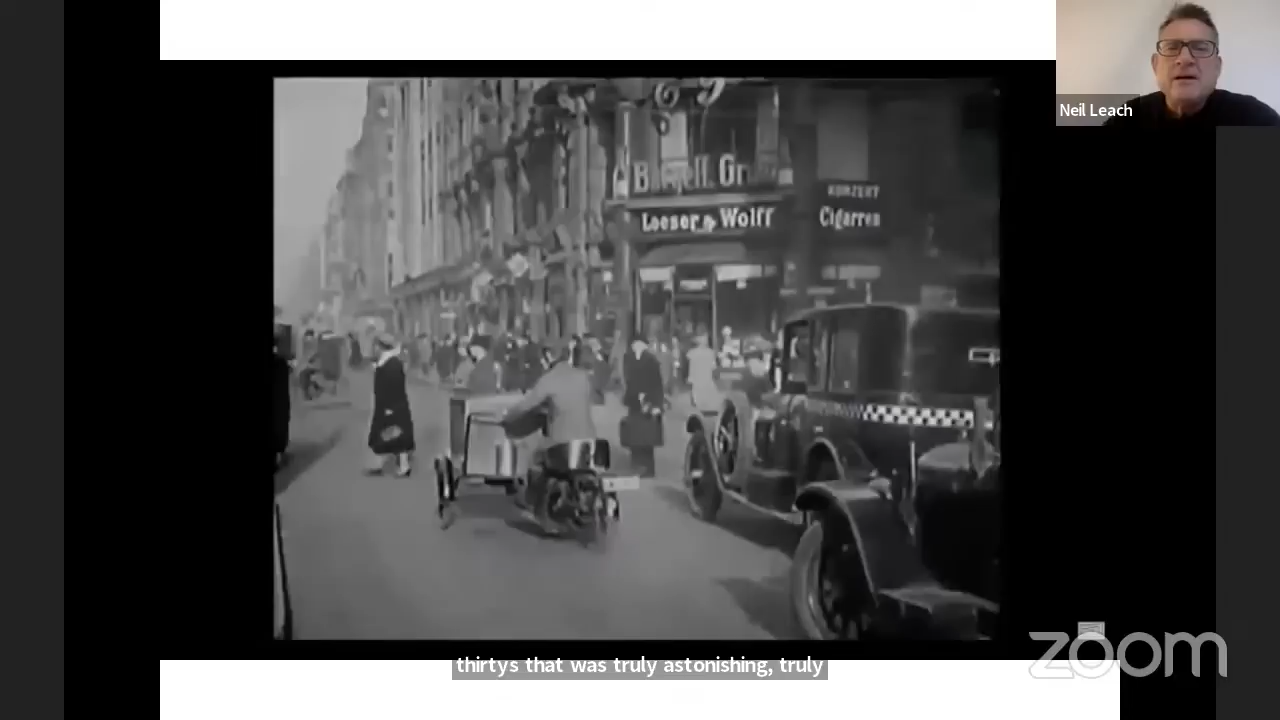 Neil Leach
Loeser & Wolff
KONZERT
Cigarren
thirtys that was truly astonishing, truly
zoom